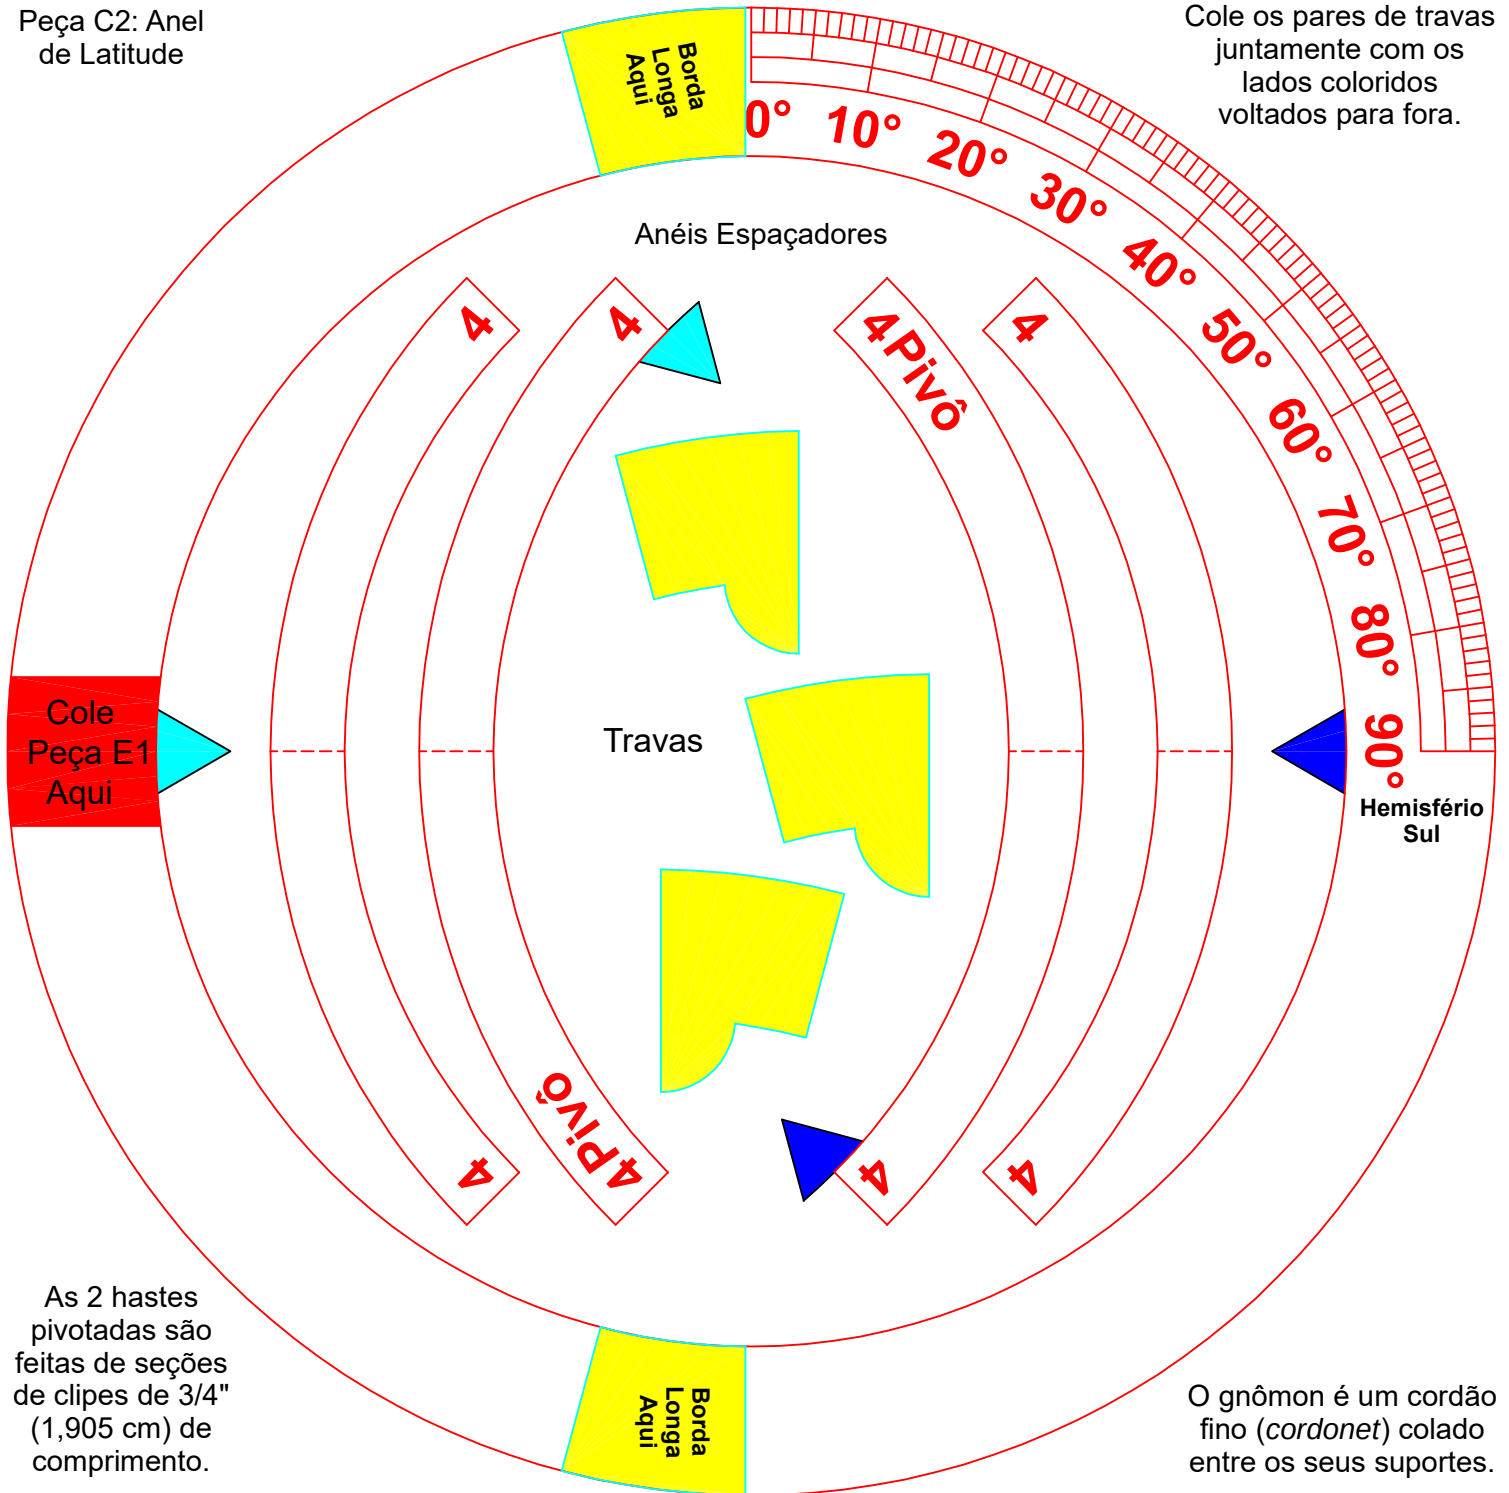 Peça C2: Anel
de Latitude
Cole os pares de travas
juntamente com os
lados coloridos
voltados para fora.
Borda
Longa
Aqui
0°
10°
20°
30°
40°
50°
60°
70°
80°
90°
Hemisfério
Sul
Anéis Espaçadores
4
4
4Pivô
4
Travas
Cole
Peça E1
Aqui
4
4Pivô
4
4
Borda
Longa
Aqui
As 2 hastes
pivotadas são
feitas de seções
de clipes de 3/4"
(1,905 cm) de
comprimento.
O gnômon é um cordão
fino (cordonet) colado
entre os seus suportes.